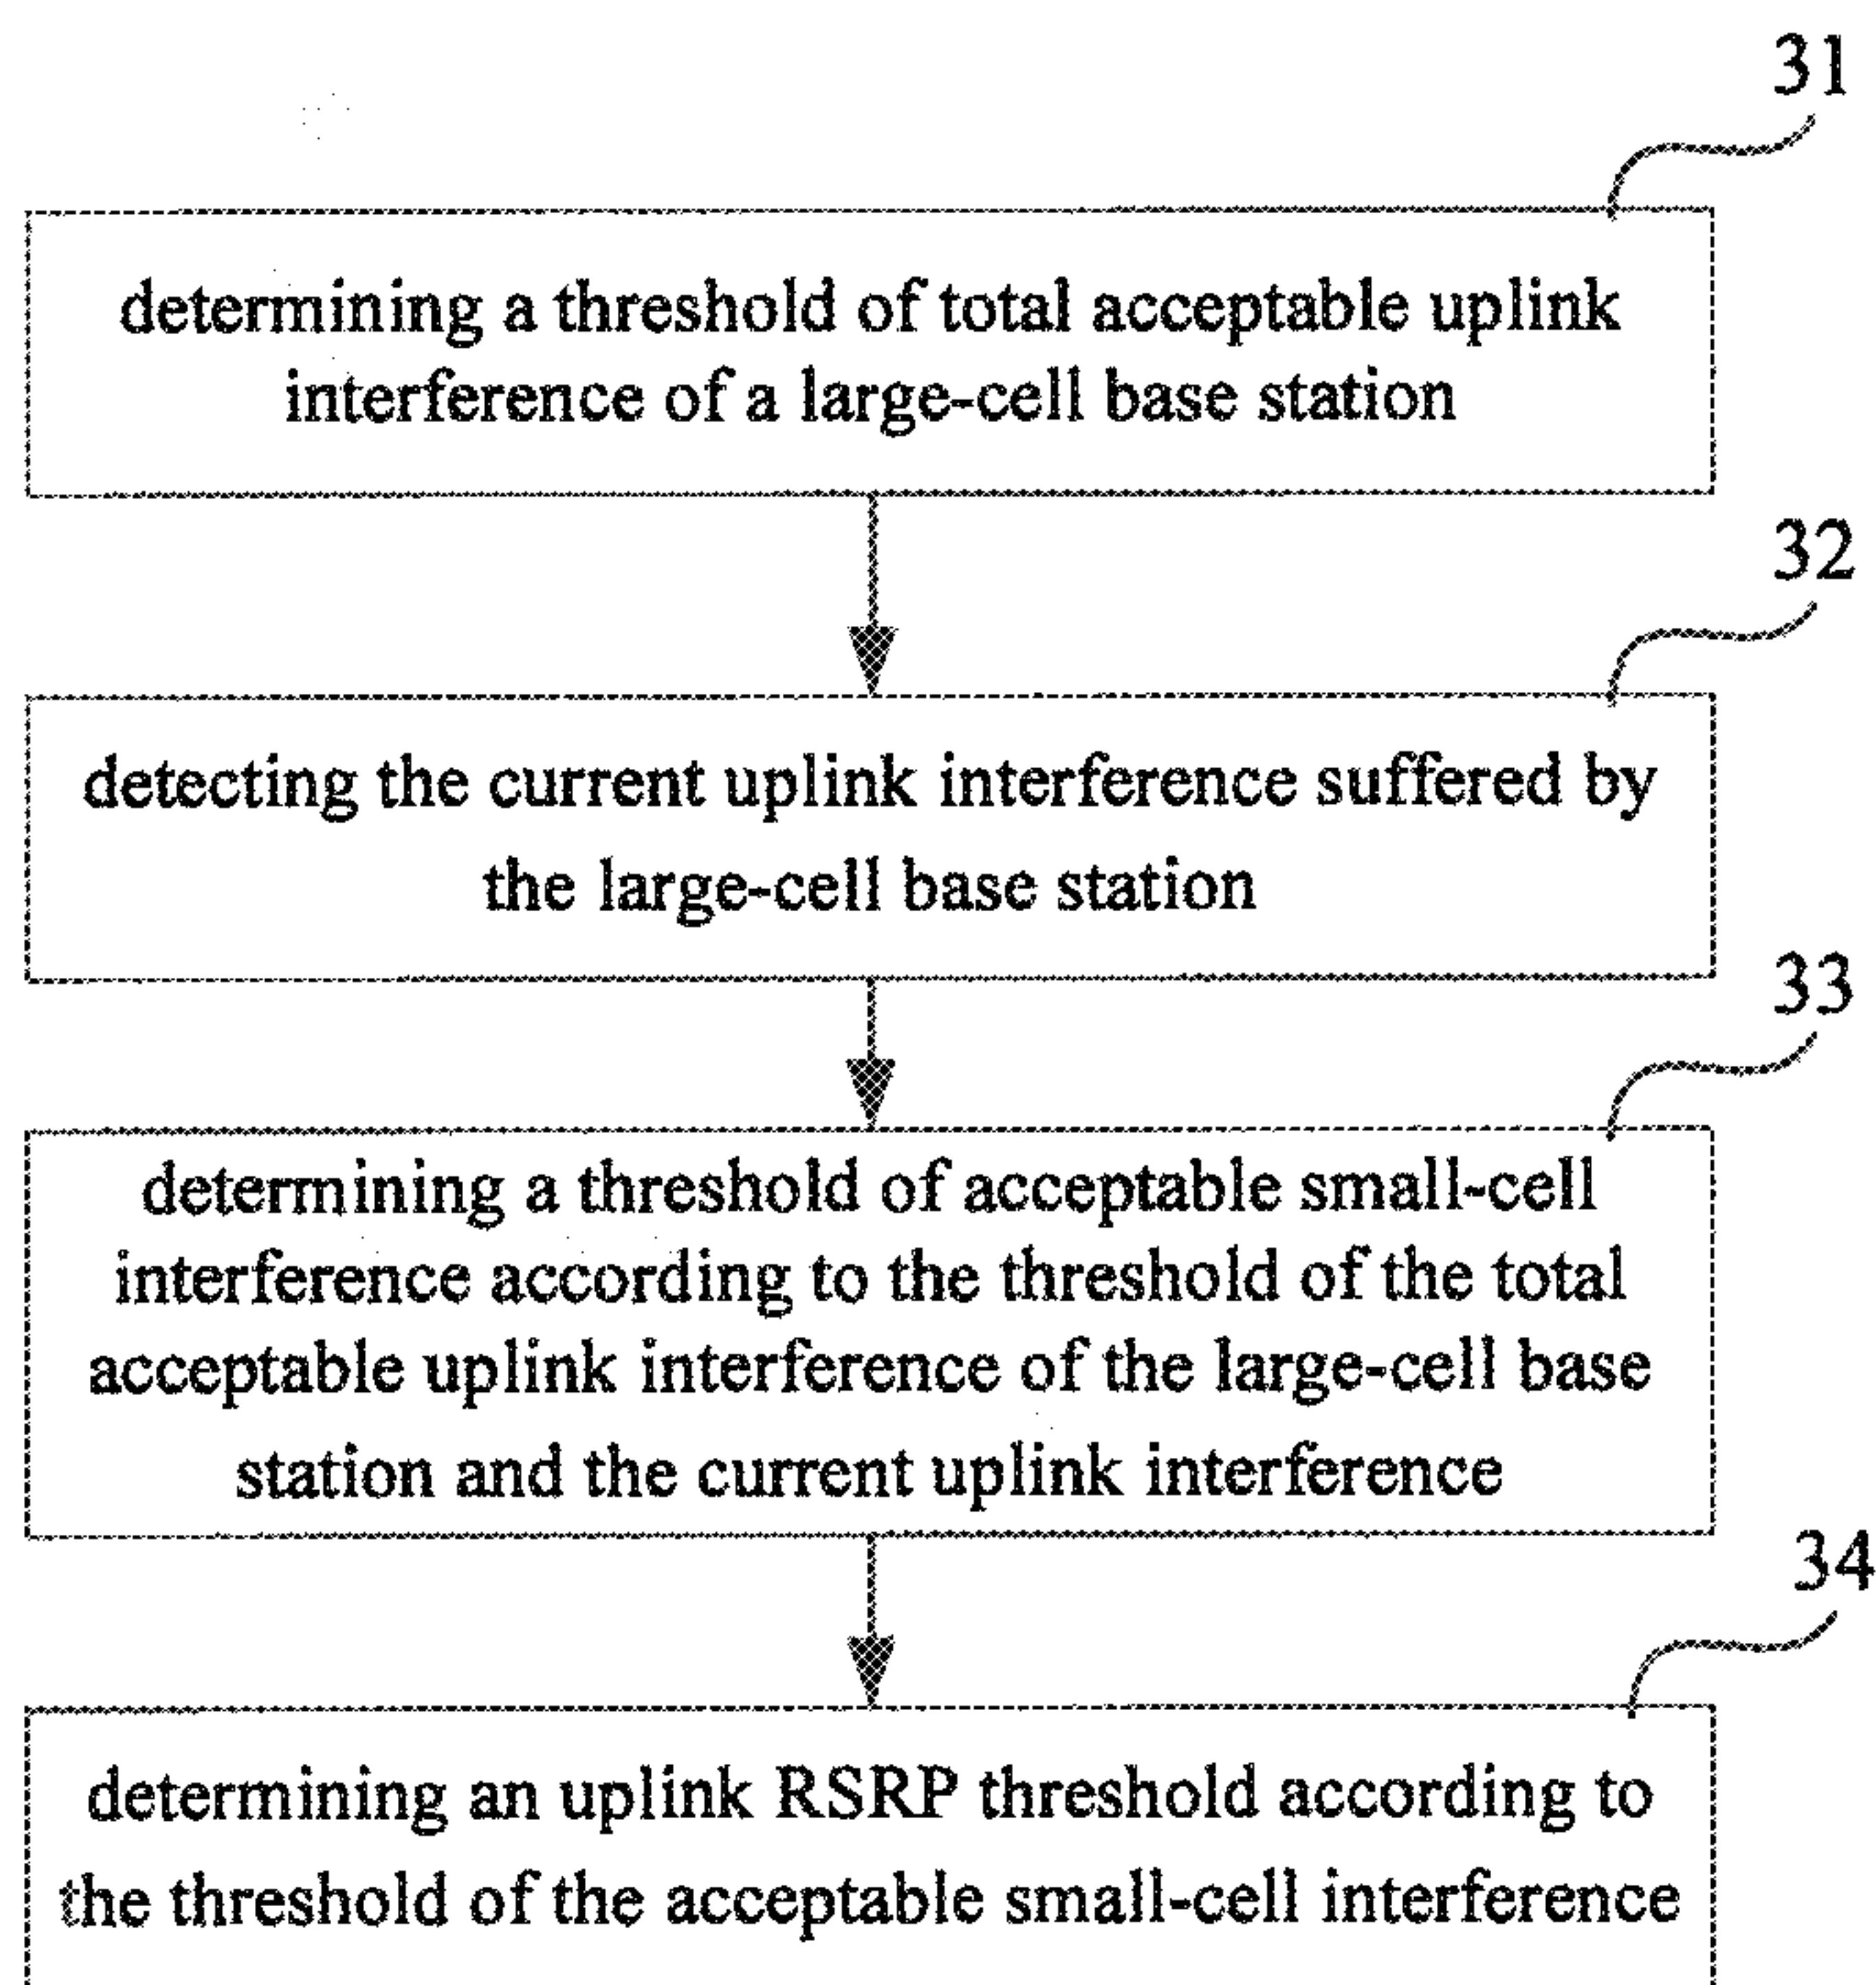 31
determining a threshold of total acceptable uplink
interference of a large-cell base station
32
detecting the current uplink interference suffered by
the large-cell base station
33
determining a threshold of acceptable small-cell
interference according to the threshold of the total
acceptable uplink interference of the large-cell base
station and the current uplink interference
34
determining an uplink RSRP threshold according to
the threshold of the acceptable small-cell interference